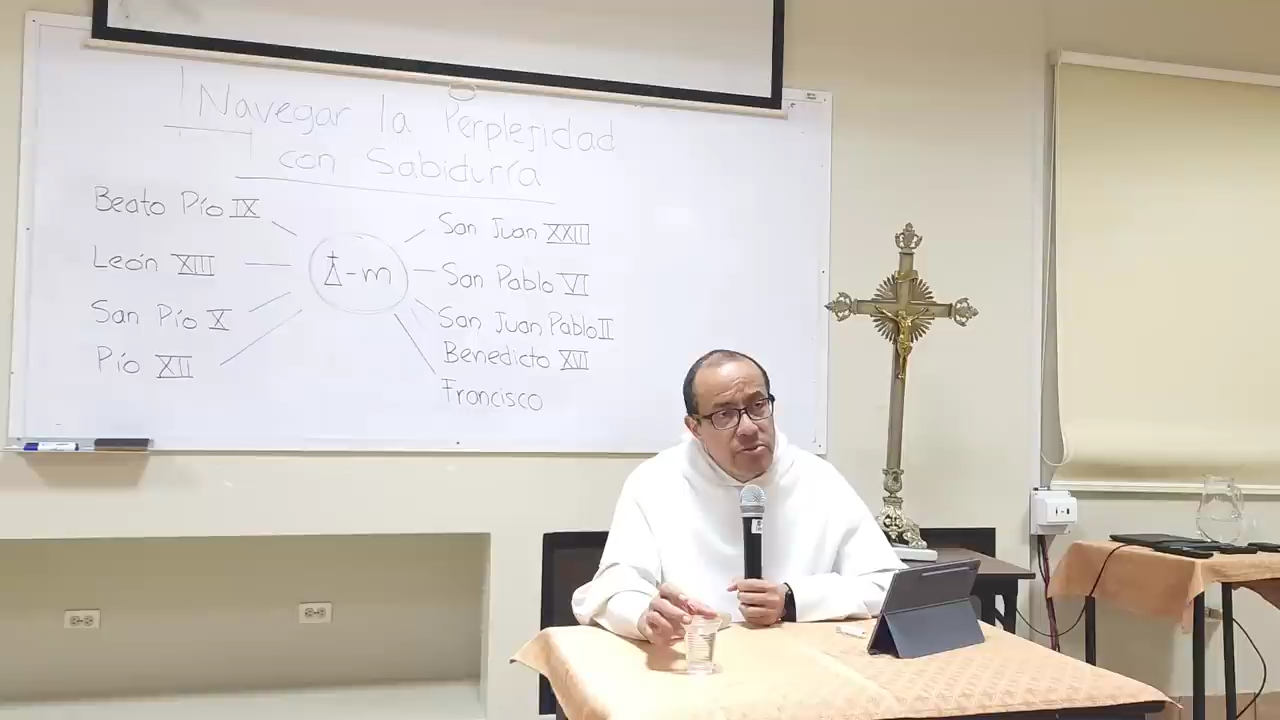 Navegar la Perplejidad
con Sabiduría
Beato Pío IX
León XIII
San Pío X
Pío XII
I-m
San Juan XXIII
San Pablo VI
San Juan Pablo II
Benedicto XVI
Francisco